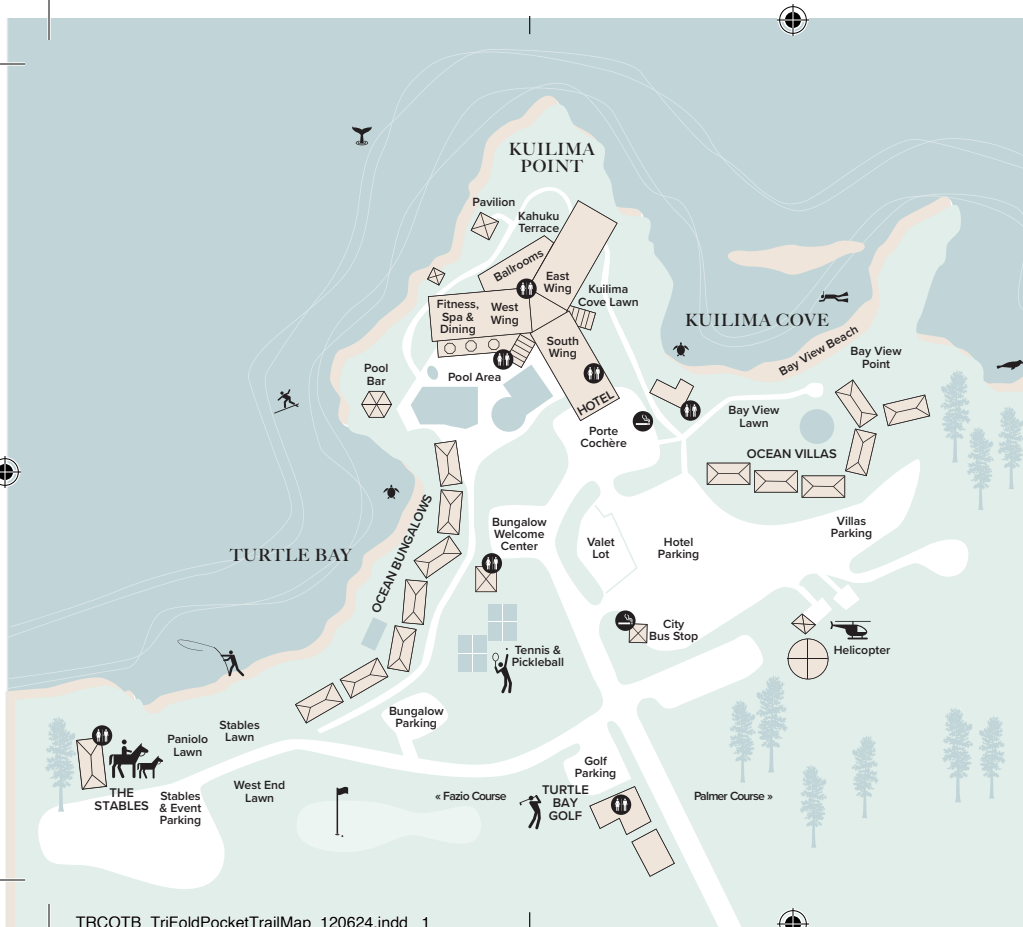 KUILIMA
POINT
Pavilion
Kahuku
Terrace
Ballrooms
East
Wing
Kuilima
Cove Lawn
Fitness,
Spa &
Dining
West
Wing
South
Wing
HOTEL
KUILIMA COVE
Bay View Beach
Bay View
Point
Pool
Bar
Pool Area
Porte
Cochère
Bay View
Lawn
OCEAN VILLAS
OCEAN BUNGALOWS
TURTLE BAY
Bungalow
Welcome
Center
Valet
Lot
Hotel
Parking
Villas
Parking
City
Bus Stop
Helicopter
Tennis &
Pickleball
Bungalow
Parking
Stables
Lawn
Paniolo
Lawn
THE
STABLES
Stables
& Event
Parking
West End
Lawn
Golf
Parking
« Fazio Course
TURTLE
BAY
GOLF
Palmer Course »
TRCOTB_TriFoldPocketTrailMap_120624.indd 1